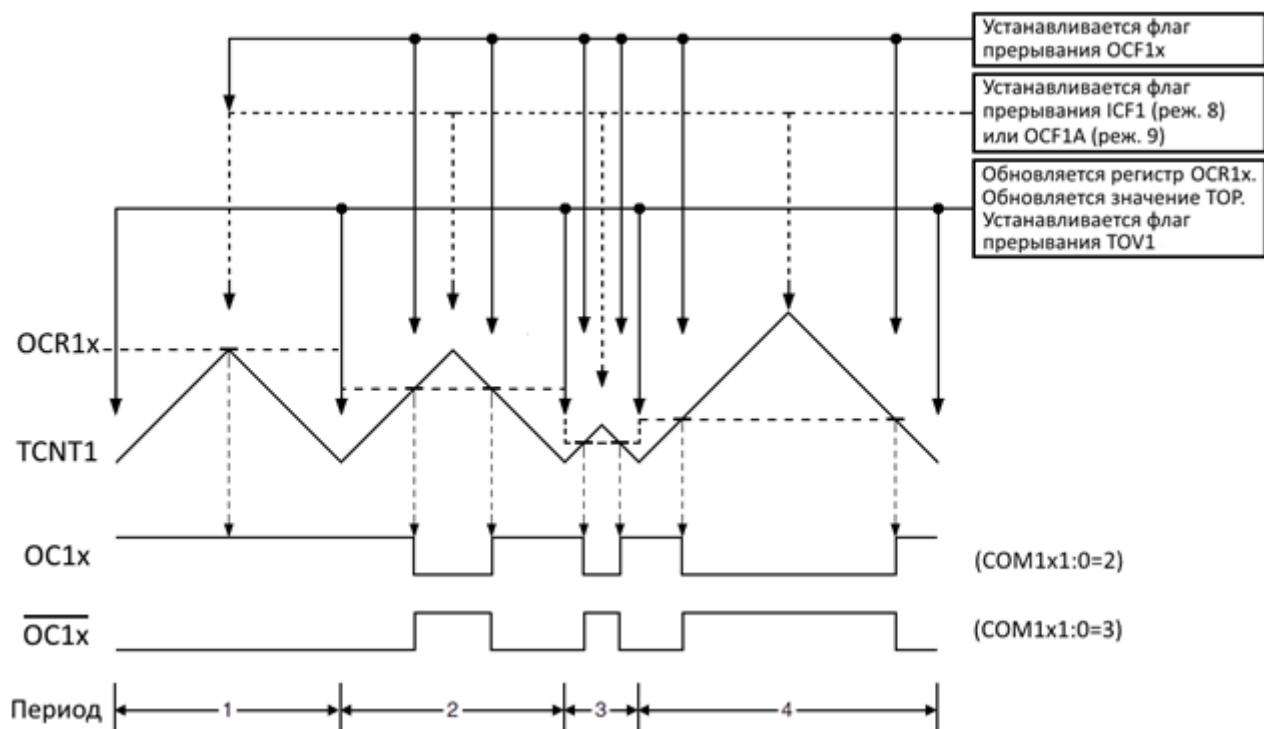 Устанавливается флаг
прерывания OCF1x
Устанавливается флаг
прерывания ICF1 (реж. 8)
или OCF1A (реж. 9)
Обновляется регистр OCR1x.
Обновляется значение TOP.
Устанавливается флаг
прерывания TOV1
OCR1x
TCNT1
OC1x
(COM1x1:0=2)
OC1x
(COM1x1:0=3)
Период
1
2
3
4